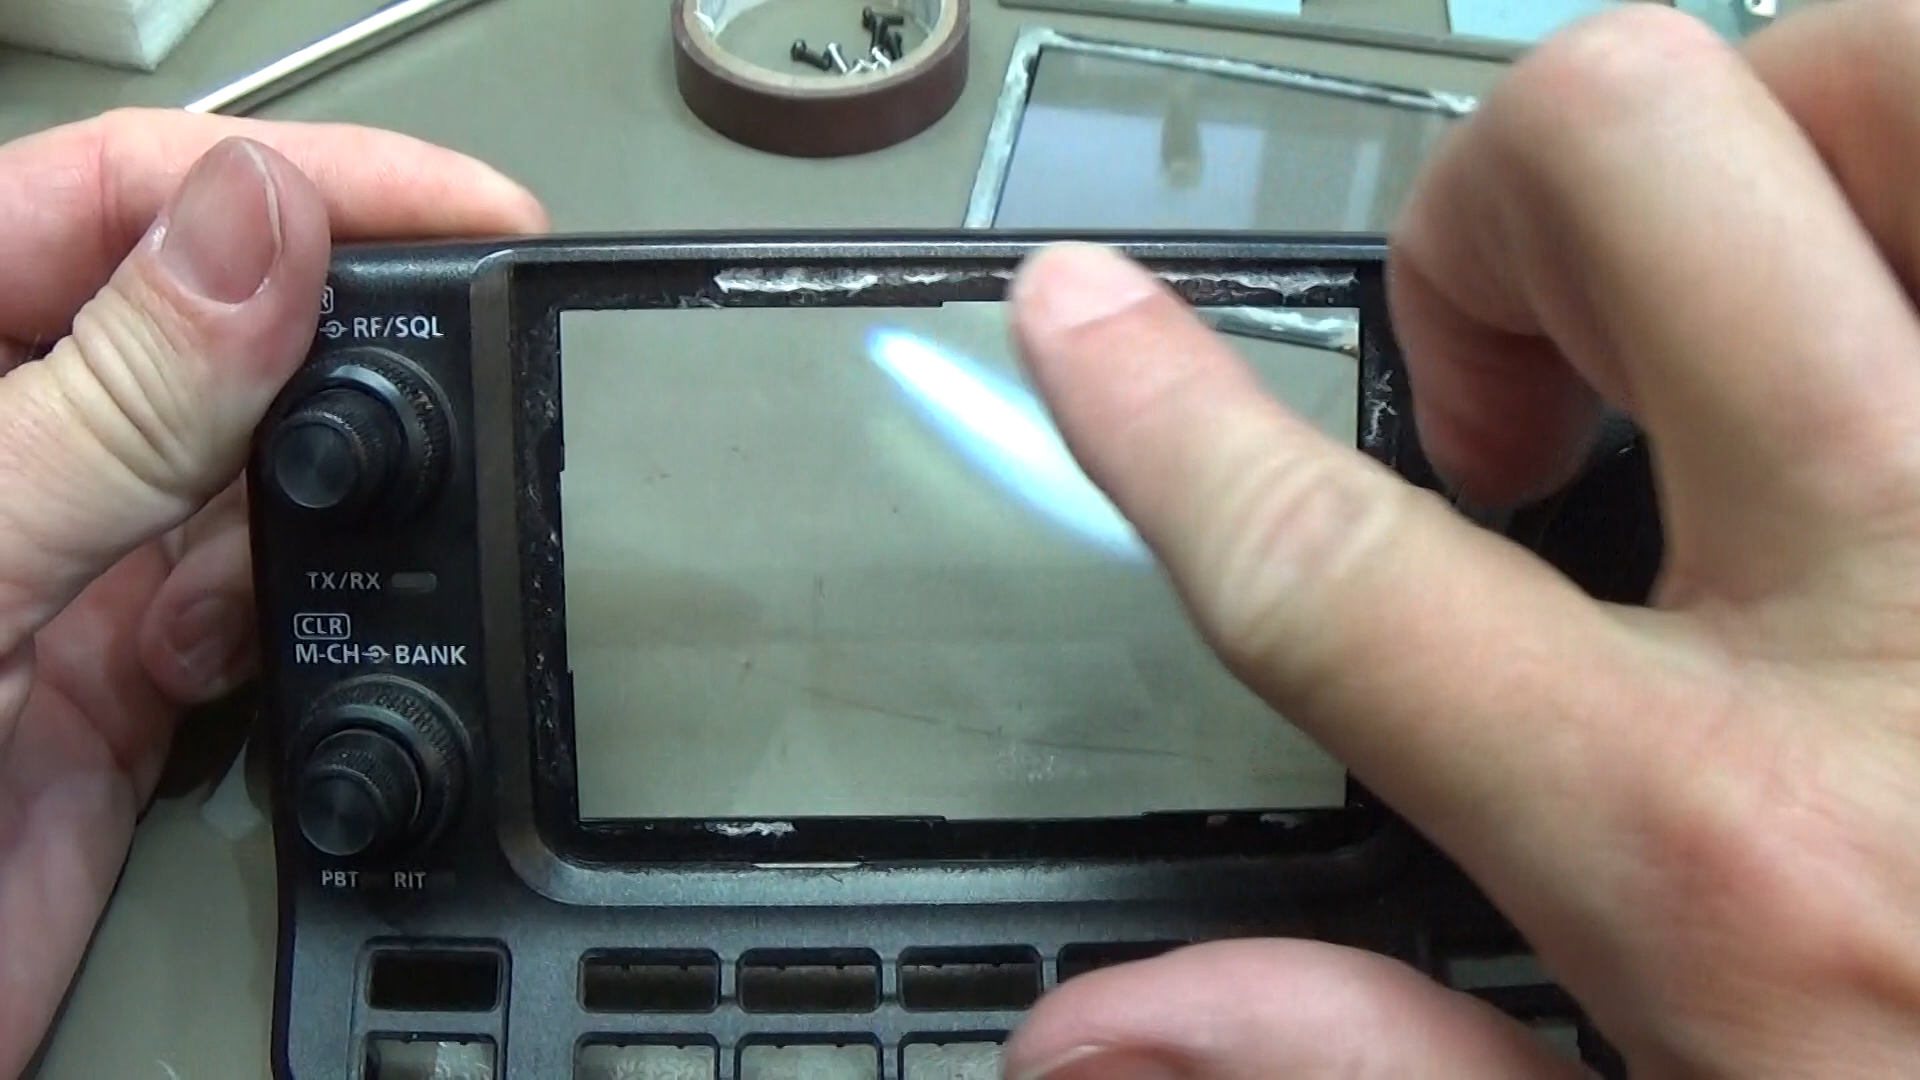 RF/SQL
TX/RX
CLR
M-CH BANK
PBT RIT